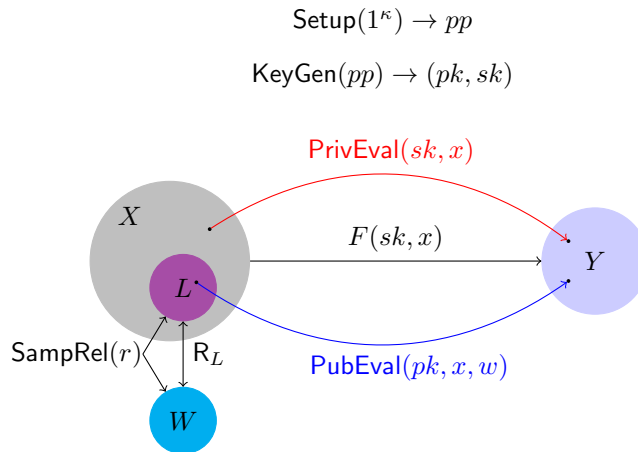 Setup(1^κ) → pp
KeyGen(pp) → (pk, sk)
PrivEval(sk, x)
X
F(sk, x)
Y
L
SampRel(r)
R_L
PubEval(pk, x, w)
W